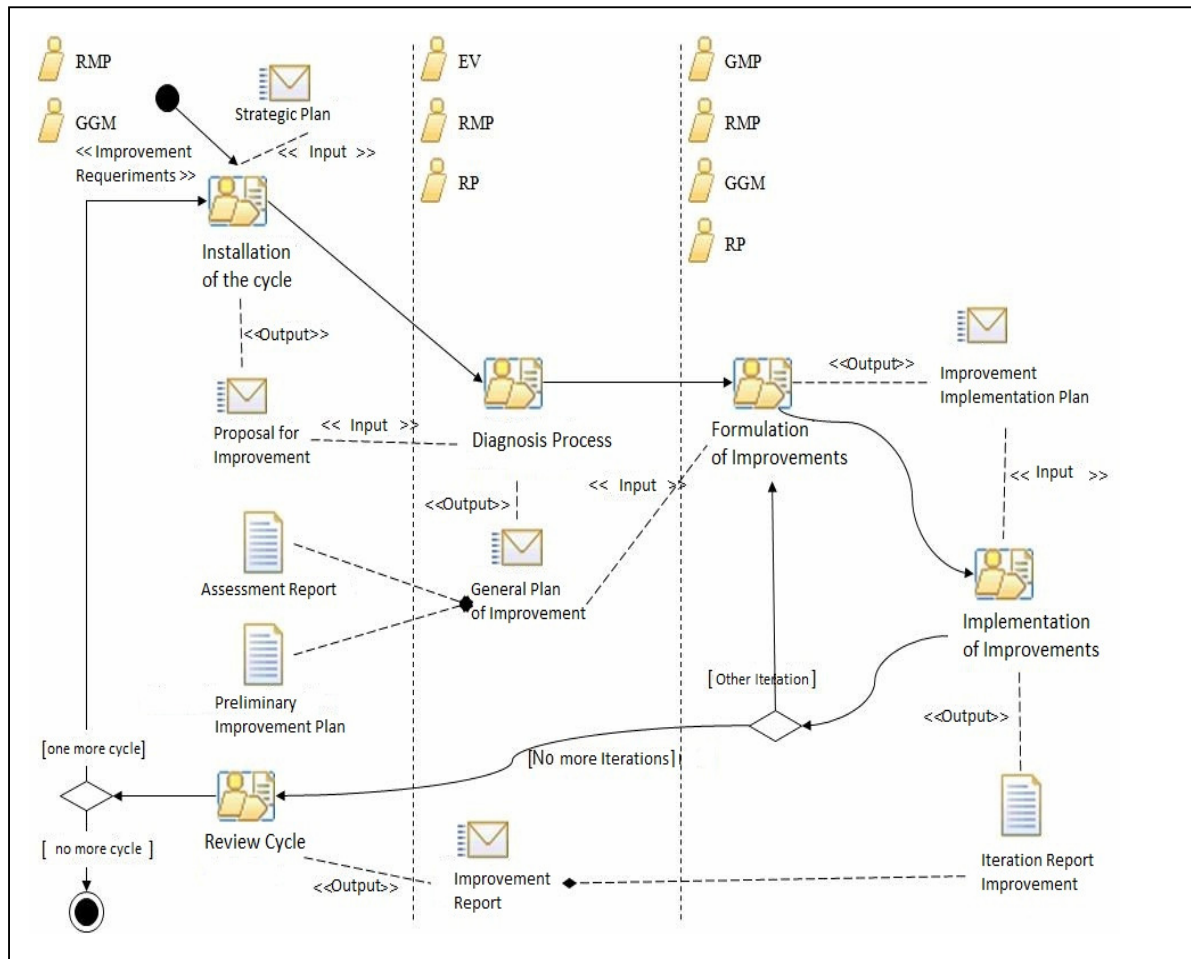 RMP
GGM
Strategic Plan
<< Improvement
Requeriments >>
<< Input >>
Installation
of the cycle
<<Output>>
Proposal for
Improvement
<< Input >>
Assessment Report
Preliminary
Improvement Plan
[one more cycle]
[ no more cycle ]
Review Cycle
<<Output>>
EV
RMP
RP
Diagnosis Process
<<Output>>
General Plan
of Improvement
<< Input >>
[No more Iterations]
Improvement
Report
GMP
RMP
GGM
RP
Formulation
of Improvements
<<Output>>
Improvement
Implementation Plan
<< Input >>
Implementation
of Improvements
[ Other Iteration]
<<Output>>
Iteration Report
Improvement